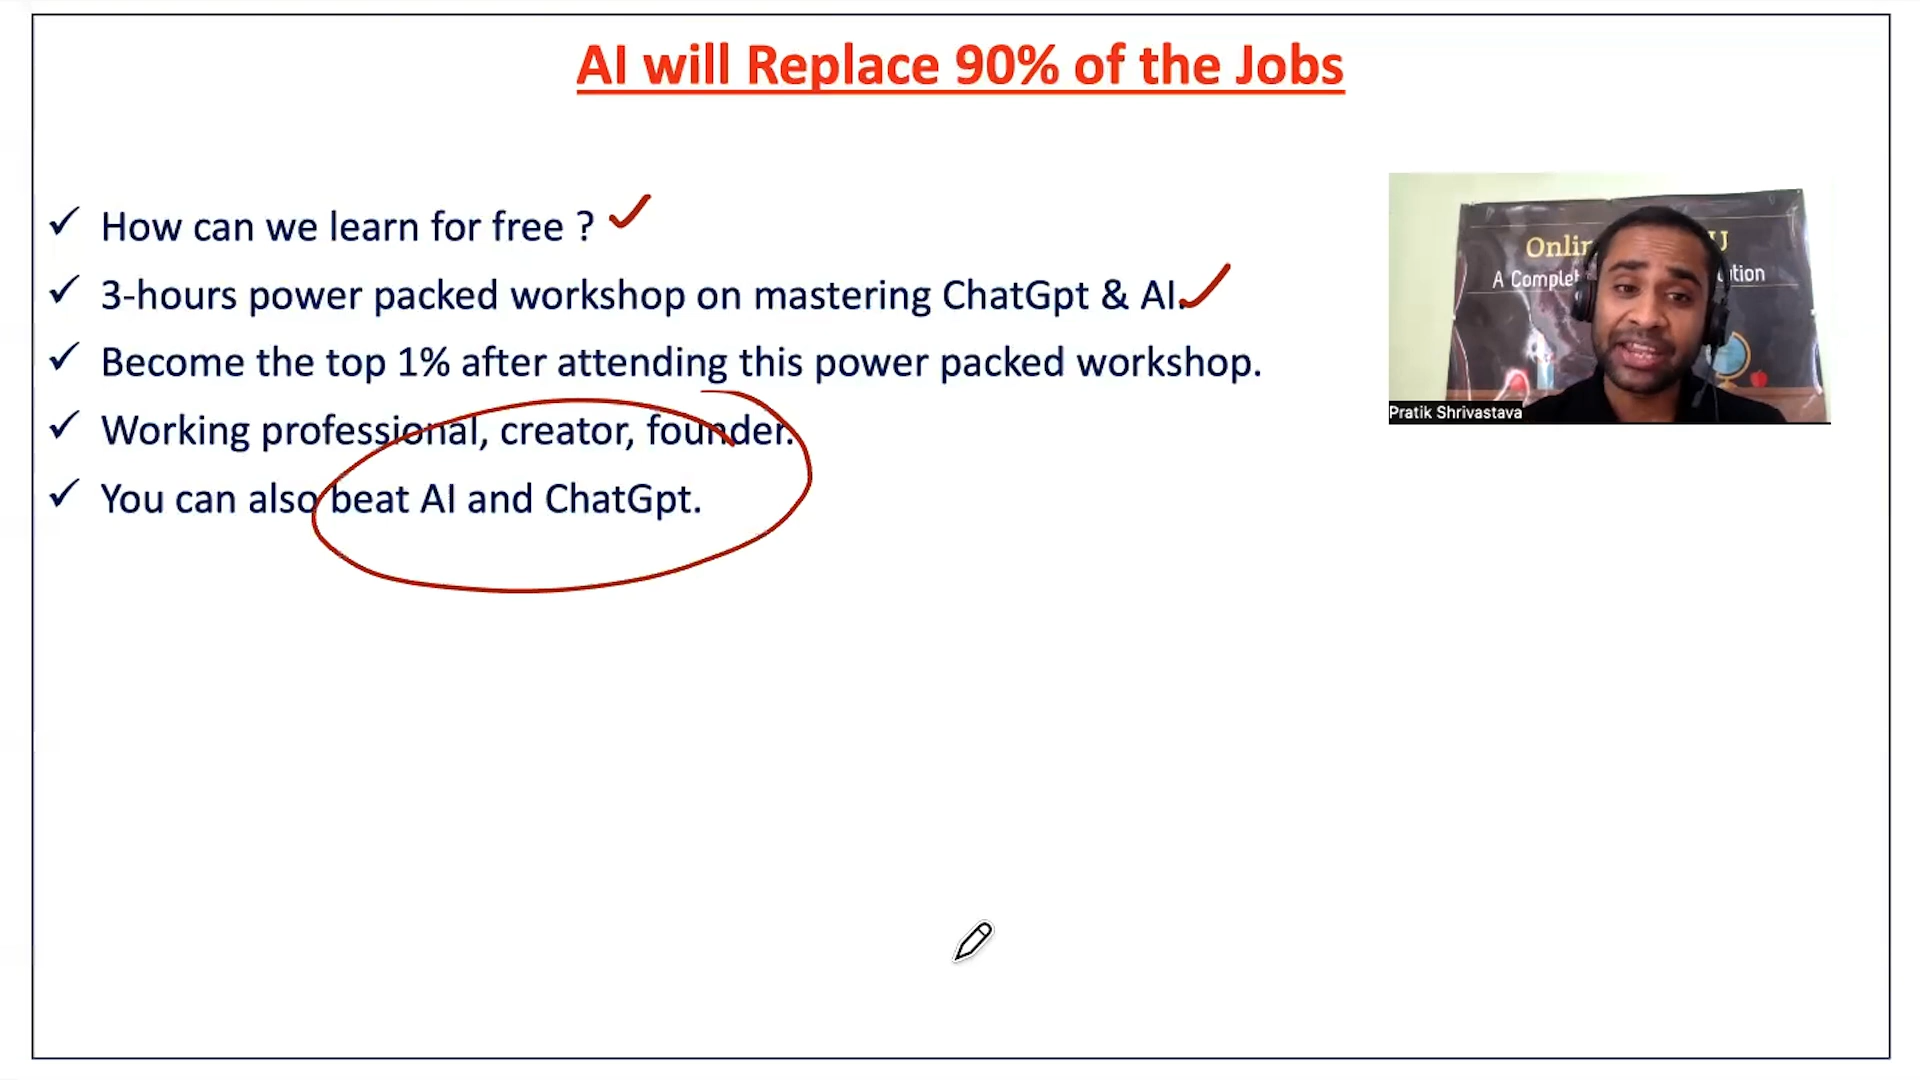 AI will Replace 90% of the Jobs
✓ How can we learn for free ?
✓ 3-hours power packed workshop on mastering ChatGpt & AI.
✓ Become the top 1% after attending this power packed workshop.
✓ Working professional, creator, founder.
✓ You can also beat AI and ChatGpt.
A
Pratik Shrivastava